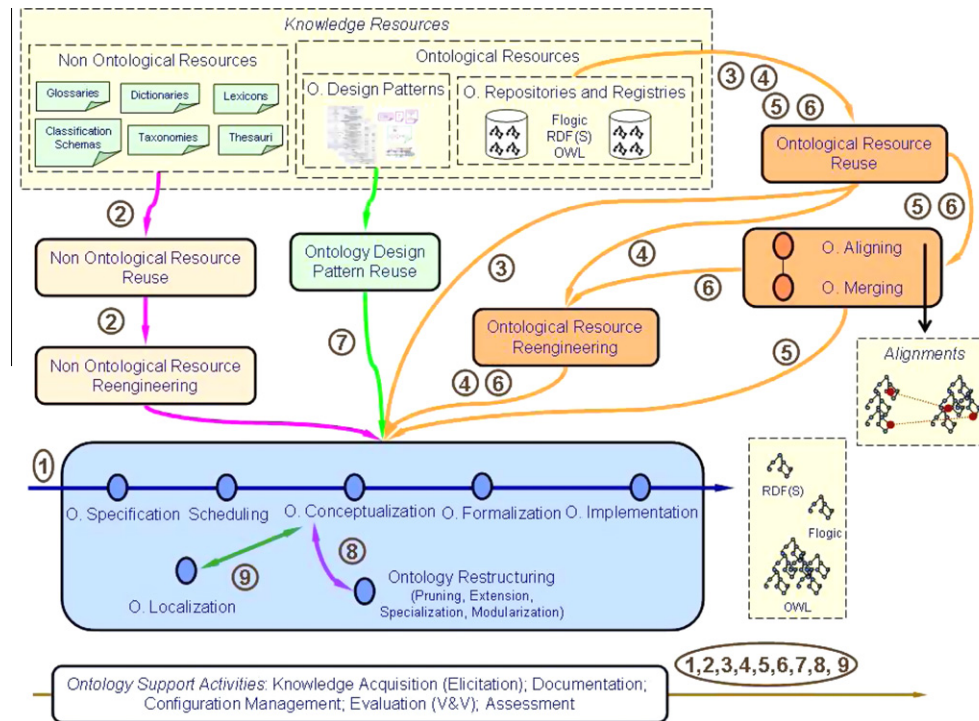 Knowledge Resources
Non Ontological Resources
Glossaries
Dictionaries
Lexicons
Classification
Schemas
Taxonomies
Thesauri
Ontological Resources
O. Design Patterns
O. Repositories and Registries
Flogic
RDF(S)
OWL
3 4
5 6
Ontological Resource
Reuse
5 6
2
Non Ontological Resource
Reuse
2
Non Ontological Resource
Reengineering
Ontology Design
Pattern Reuse
7
3
4
6
O. Aligning
O. Merging
Ontological Resource
Reengineering
4 6
5
Alignments
1
O. Specification
Scheduling
O. Conceptualization
O. Formalization
O. Implementation
9
8
O. Localization
Ontology Restructuring
(Pruning, Extension,
Specialization, Modularization)
RDF(S)
Flogic
OWL
1,2,3,4,5,6,7,8, 9
Ontology Support Activities: Knowledge Acquisition (Elicitation); Documentation;
Configuration Management; Evaluation (V&V); Assessment